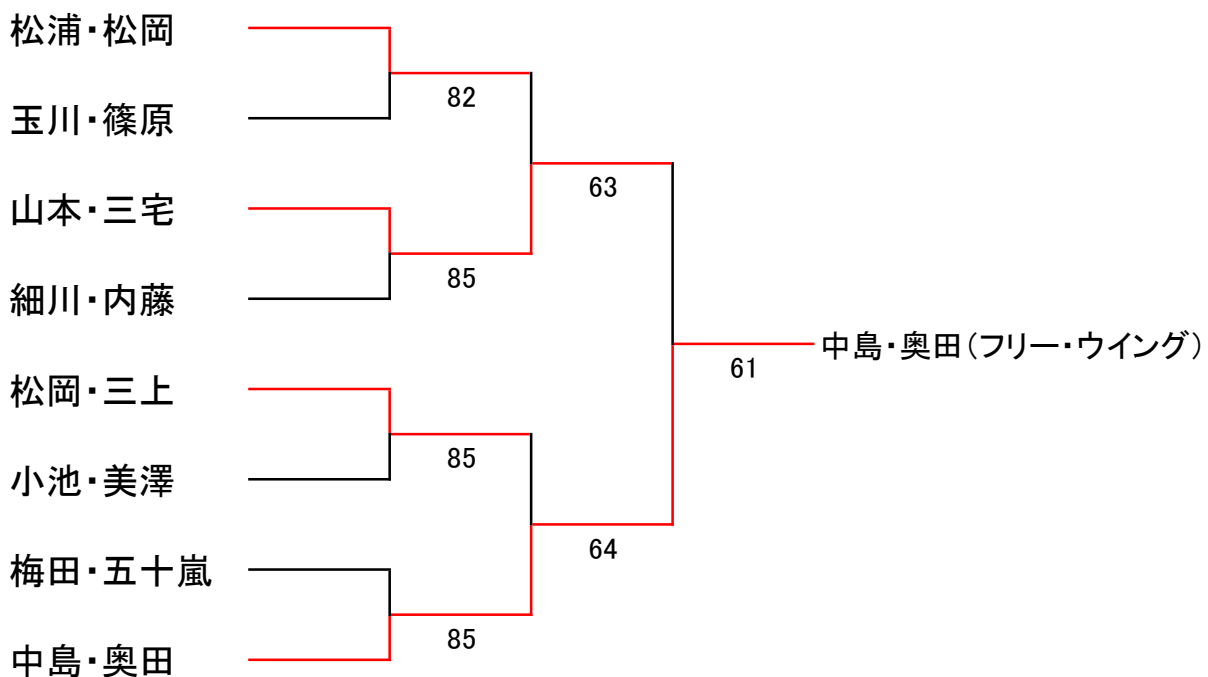 松浦・松岡
82
玉川・篠原
63
山本・三宅
85
細川・内藤
中島・奥田(フリー・ウイング)
61
松岡・三上
85
小池・美澤
64
梅田・五十嵐
85
中島・奥田